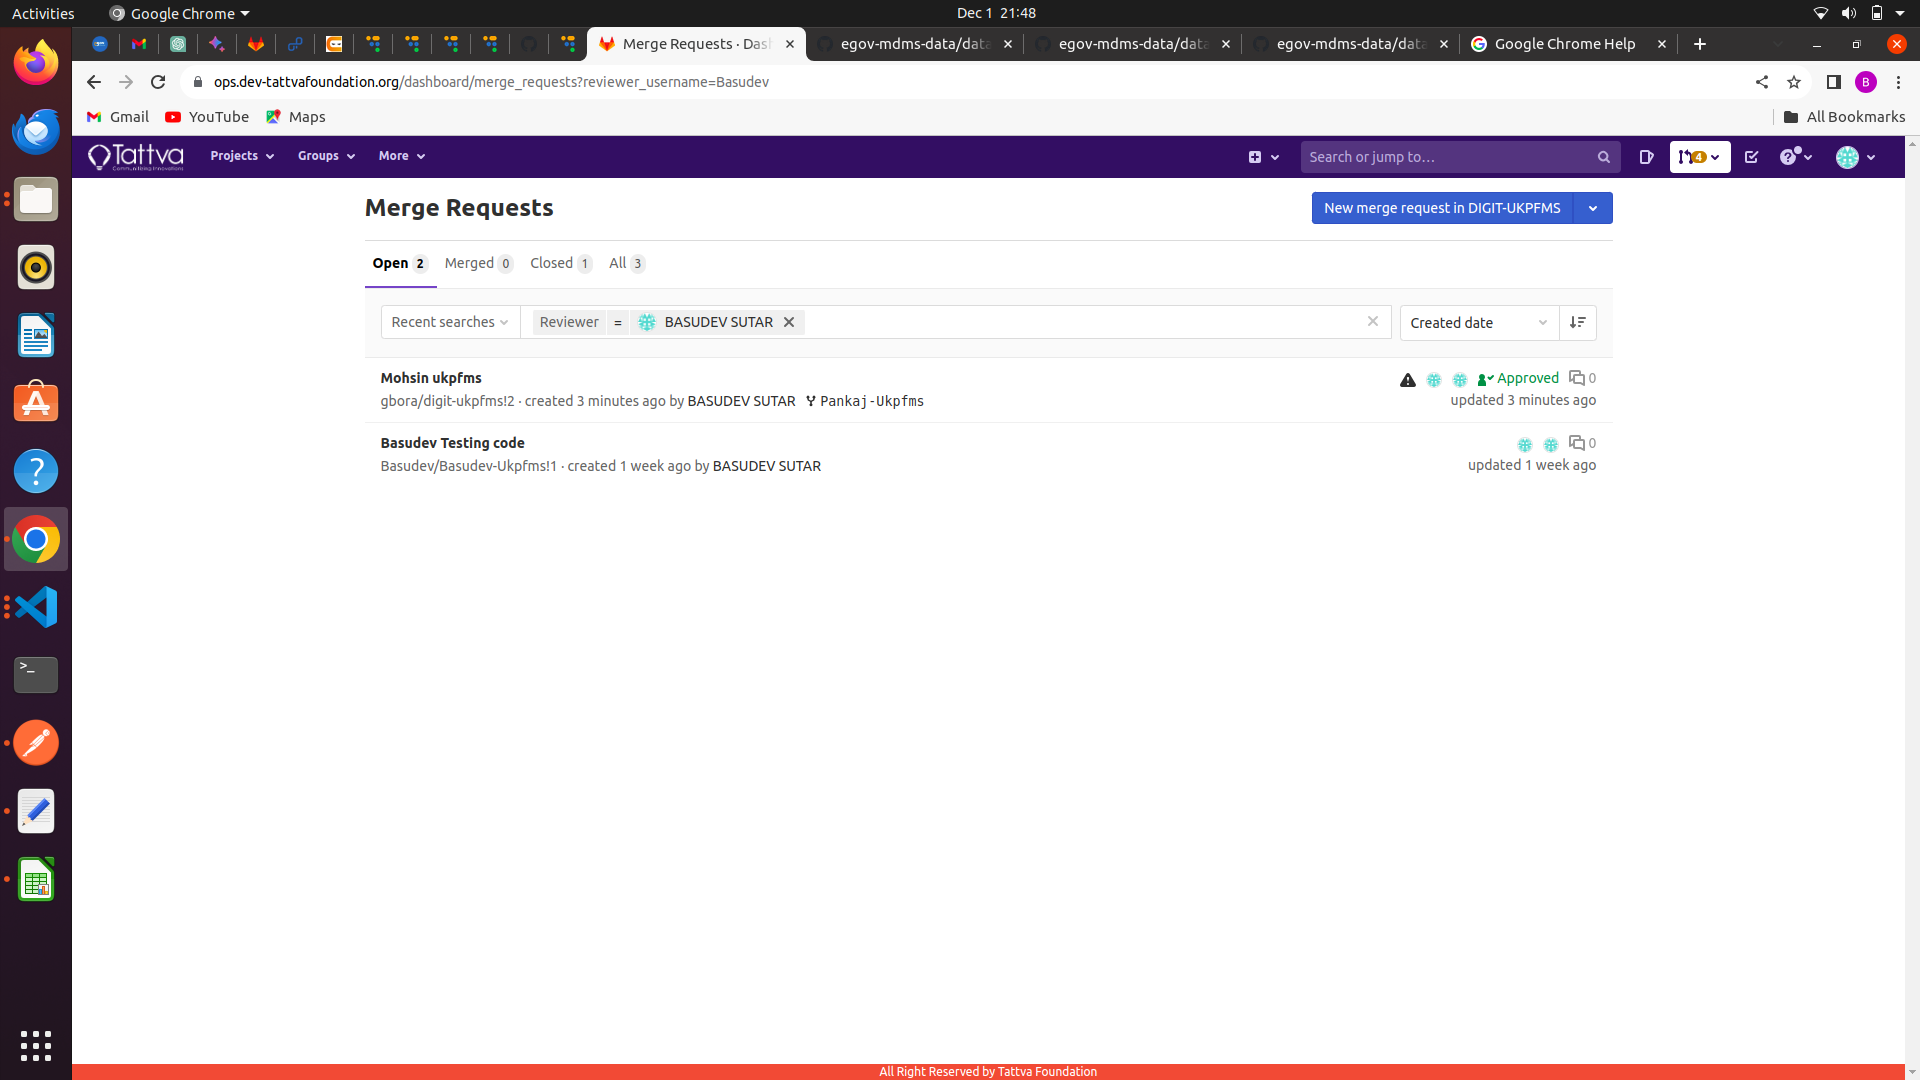 Activities
Google Chrome
Dec 1 21:48
Merge Requests · Das
egov-mdms-data/data
egov-mdms-data/data
egov-mdms-data/data
Google Chrome Help
ops.dev-tattvafoundation.org/dashboard/merge_requests?reviewer_username=Basudev
B
Gmail
YouTube
Maps
All Bookmarks
Tattva
Projects
Groups
More
Search or jump to…
4
Merge Requests
New merge request in DIGIT-UKPFMS
Open 2
Merged 0
Closed 1
All 3
Recent searches
Reviewer = BASUDEV SUTAR
Created date
Mohsin ukpfms
Approved 0
gbora/digit-ukpfms!2 · created 3 minutes ago by BASUDEV SUTAR Pankaj-Ukpfms
updated 3 minutes ago
Basudev Testing code
0
Basudev/Basudev-Ukpfms!1 · created 1 week ago by BASUDEV SUTAR
updated 1 week ago
All Right Reserved by Tattva Foundation